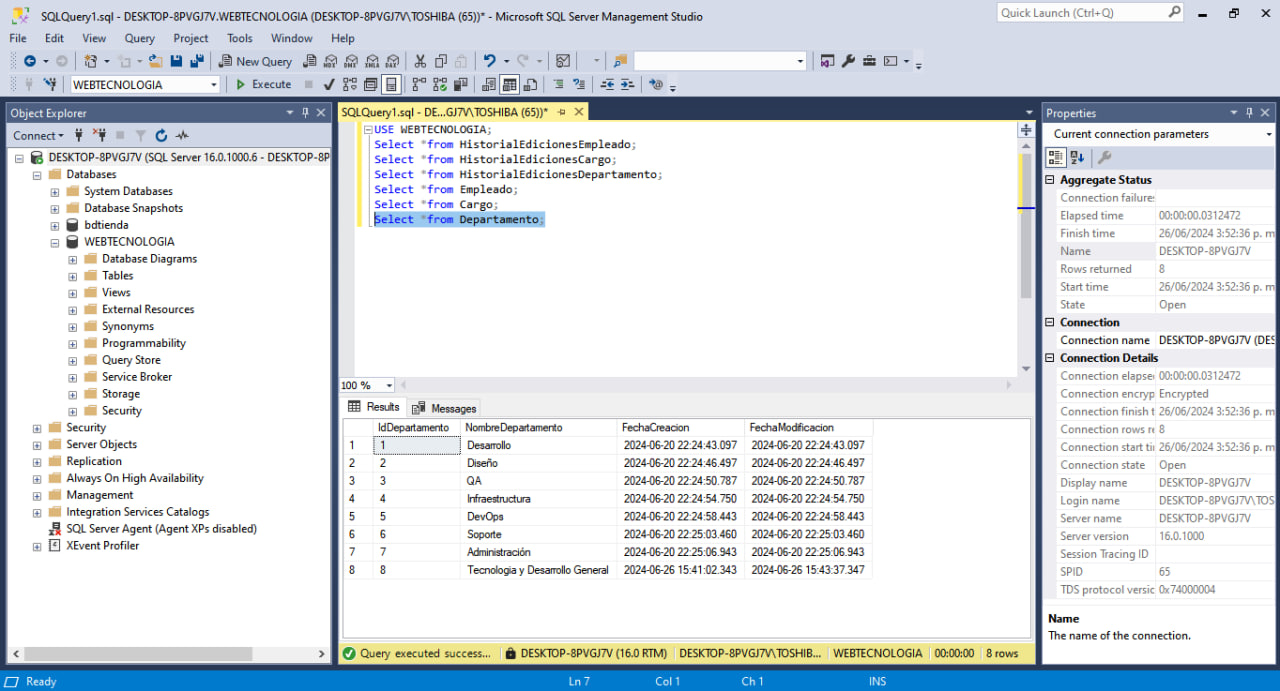 SQLQuery1.sql - DESKTOP-8PVGJ7V.WEBTECNOLOGIA (DESKTOP-8PVGJ7V\TOSHIBA (65))* - Microsoft SQL Server Management Studio
Quick Launch (Ctrl+Q)
File Edit View Query Project Tools Window Help
New Query
MDX DMX XMLA DAX
WEBTECNOLOGIA
Execute
Object Explorer
Connect
DESKTOP-8PVGJ7V (SQL Server 16.0.1000.6 - DESKTOP-8P
Databases
System Databases
Database Snapshots
bdtienda
WEBTECNOLOGIA
Database Diagrams
Tables
Views
External Resources
Synonyms
Programmability
Query Store
Service Broker
Storage
Security
Security
Server Objects
Replication
Always On High Availability
Management
Integration Services Catalogs
SQL Server Agent (Agent XPs disabled)
XEvent Profiler
SQLQuery1.sql - DE...GJ7V\TOSHIBA (65))*
USE WEBTECNOLOGIA;
Select *from HistorialEdicionesEmpleado;
Select *from HistorialEdicionesCargo;
Select *from HistorialEdicionesDepartamento;
Select *from Empleado;
Select *from Cargo;
Select *from Departamento;
100 %
Results Messages
IdDepartamento NombreDepartamento FechaCreacion FechaModificacion
1 1 Desarrollo 2024-06-20 22:24:43.097 2024-06-20 22:24:43.097
2 2 Diseño 2024-06-20 22:24:46.497 2024-06-20 22:24:46.497
3 3 QA 2024-06-20 22:24:50.787 2024-06-20 22:24:50.787
4 4 Infraestructura 2024-06-20 22:24:54.750 2024-06-20 22:24:54.750
5 5 DevOps 2024-06-20 22:24:58.443 2024-06-20 22:24:58.443
6 6 Soporte 2024-06-20 22:25:03.460 2024-06-20 22:25:03.460
7 7 Administración 2024-06-20 22:25:06.943 2024-06-20 22:25:06.943
8 8 Tecnologia y Desarrollo General 2024-06-26 15:41:02.343 2024-06-26 15:43:37.347
Query executed success... DESKTOP-8PVGJ7V (16.0 RTM) DESKTOP-8PVGJ7V\TOSHIB... WEBTECNOLOGIA 00:00:00 8 rows
Properties
Current connection parameters
Aggregate Status
Connection failures
Elapsed time 00:00:00.0312472
Finish time 26/06/2024 3:52:36 p. m
Name DESKTOP-8PVGJ7V
Rows returned 8
Start time 26/06/2024 3:52:36 p. m
State Open
Connection
Connection name DESKTOP-8PVGJ7V (DES
Connection Details
Connection elapse 00:00:00.0312472
Connection encryp Encrypted
Connection finish t 26/06/2024 3:52:36 p. m
Connection rows re 8
Connection start ti 26/06/2024 3:52:36 p. m
Connection state Open
Display name DESKTOP-8PVGJ7V
Login name DESKTOP-8PVGJ7V\TOS
Server name DESKTOP-8PVGJ7V
Server version 16.0.1000
Session Tracing ID
SPID 65
TDS protocol versic 0x74000004
Name
The name of the connection.
Ready Ln 7 Col 1 Ch 1 INS